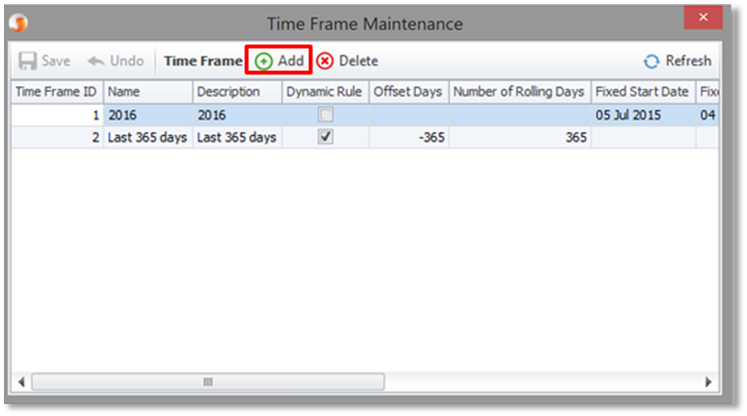 Time Frame Maintenance
Save Undo Time Frame Add Delete Refresh
Time Frame ID Name Description Dynamic Rule Offset Days Number of Rolling Days Fixed Start Date Fixe
1 2016 2016 05 Jul 2015 04
2 Last 365 days Last 365 days -365 365